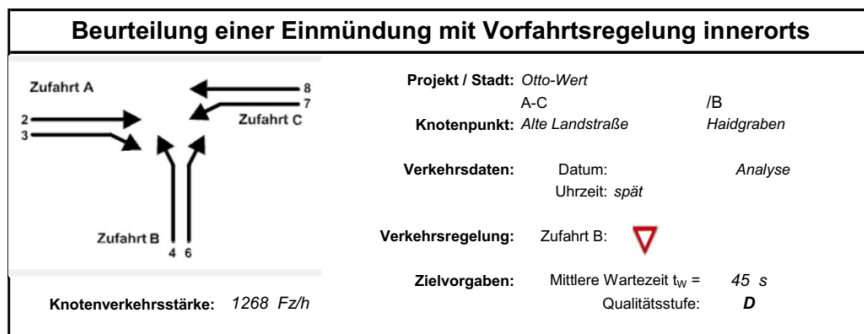 Beurteilung einer Einmündung mit Vorfahrtsregelung innerorts
Zufahrt A
8
7
Zufahrt C
2
3
Zufahrt B
4 6
Knotenverkehrsstärke: 1268 Fz/h
Projekt / Stadt: Otto-Wert
A-C /B
Knotenpunkt: Alte Landstraße Haidgraben
Verkehrsdaten: Datum: Analyse
Uhrzeit: spät
Verkehrsregelung: Zufahrt B:
Zielvorgaben: Mittlere Wartezeit tW = 45 s
Qualitätsstufe: D